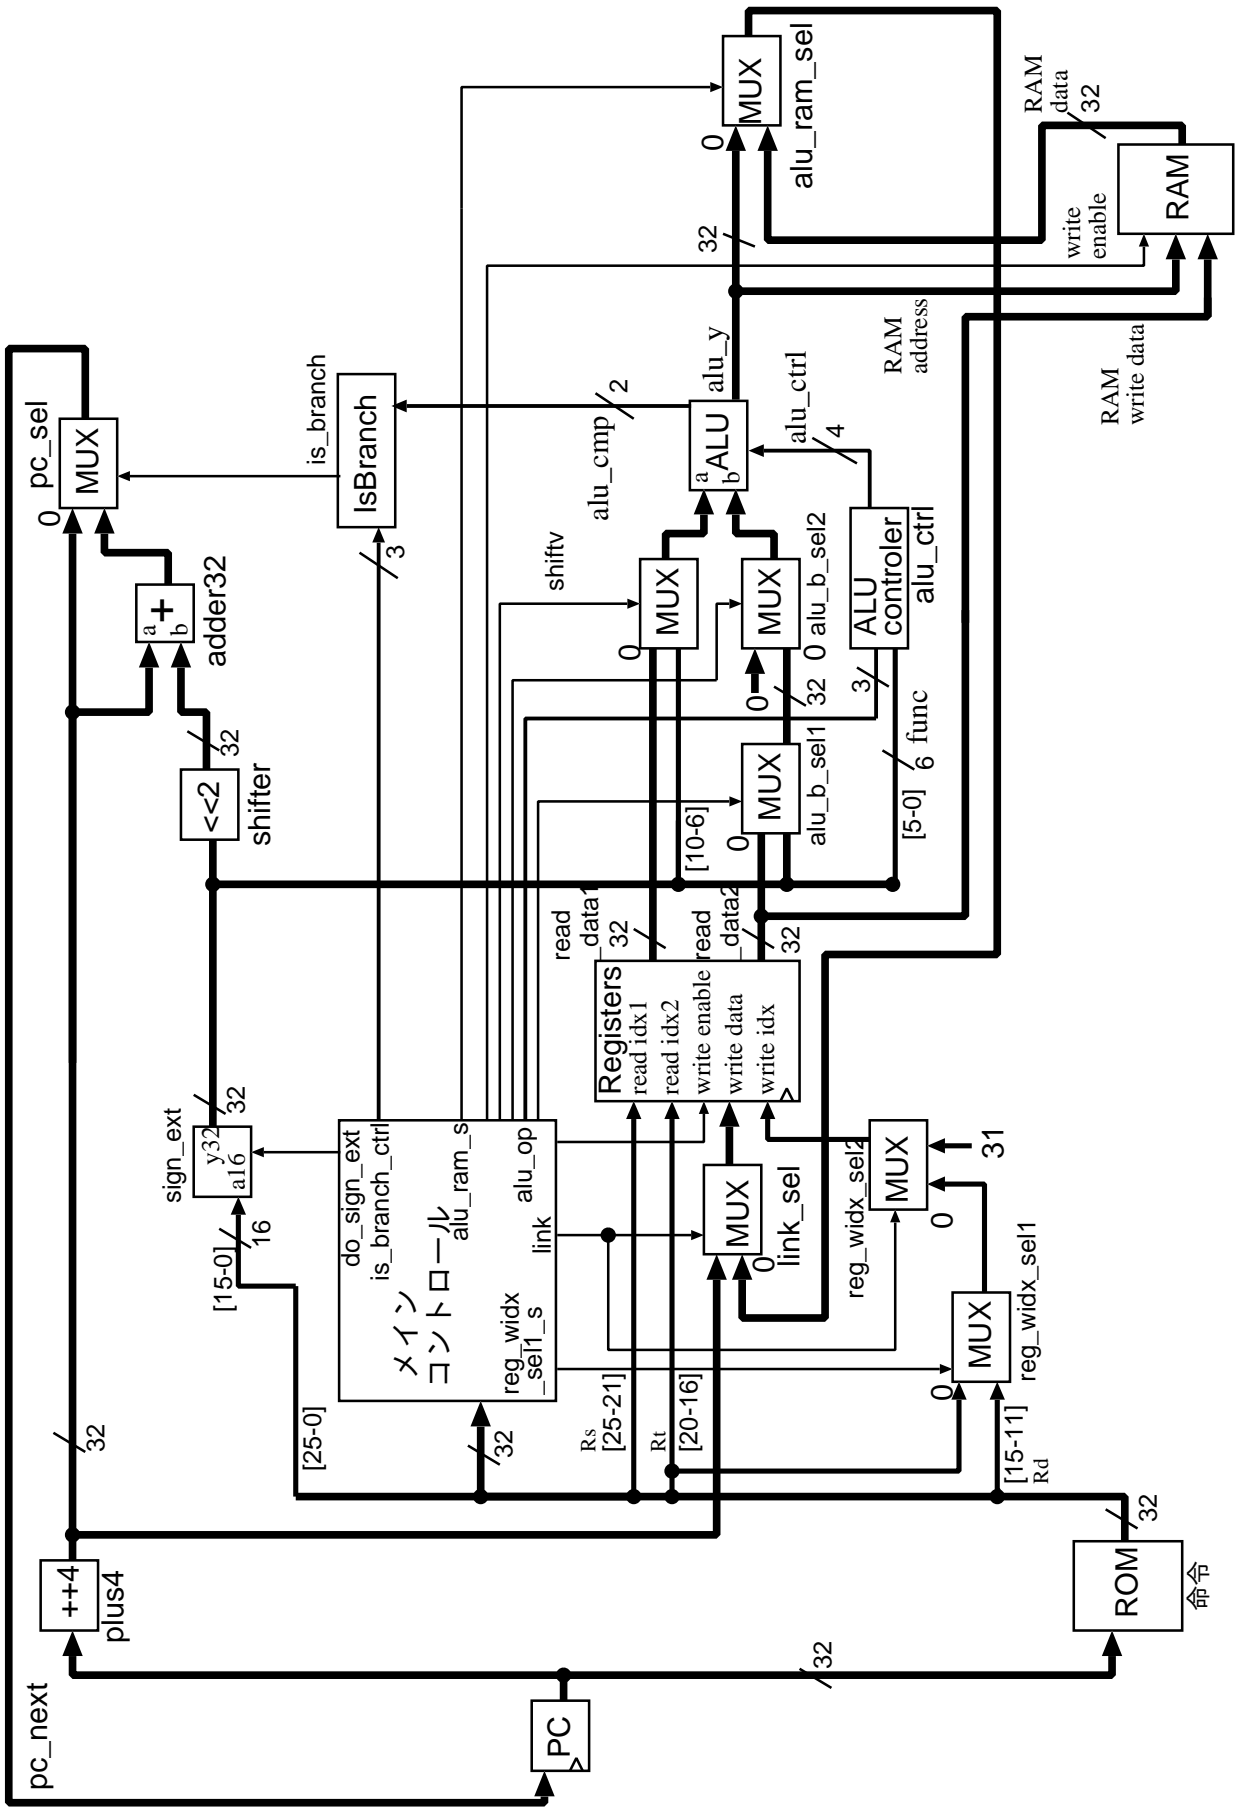 pc_next
PC
32
++4
plus4
32
ROM
命令
32
[25-0]
[15-0]
16
sign_ext
a16
y32
32
32
メイン
コントロール
do_sign_ext
is_branch_ctrl
alu_ram_s
alu_op
link
reg_widx
_sel1_s
Rs
[25-21]
Rt
[20-16]
[15-11]
Rd
0
MUX
reg_widx_sel1
0
MUX
reg_widx_sel2
31
0
MUX
link_sel
Registers
read idx1
read idx2
write enable
write data
write idx
read
_data1
32
read
_data2
32
<<2
shifter
32
a
b
+
adder32
0
MUX
pc_sel
is_branch
IsBranch
3
[10-6]
0
MUX
alu_b_sel1
32
0
0
MUX
alu_b_sel2
0
MUX
shiftv
[5-0]
6
func
3
ALU
controler
alu_ctrl
4
alu_ctrl
a
b
ALU
alu_cmp
2
alu_y
32
0
MUX
alu_ram_sel
RAM
address
RAM
write data
write
enable
RAM
RAM
data
32